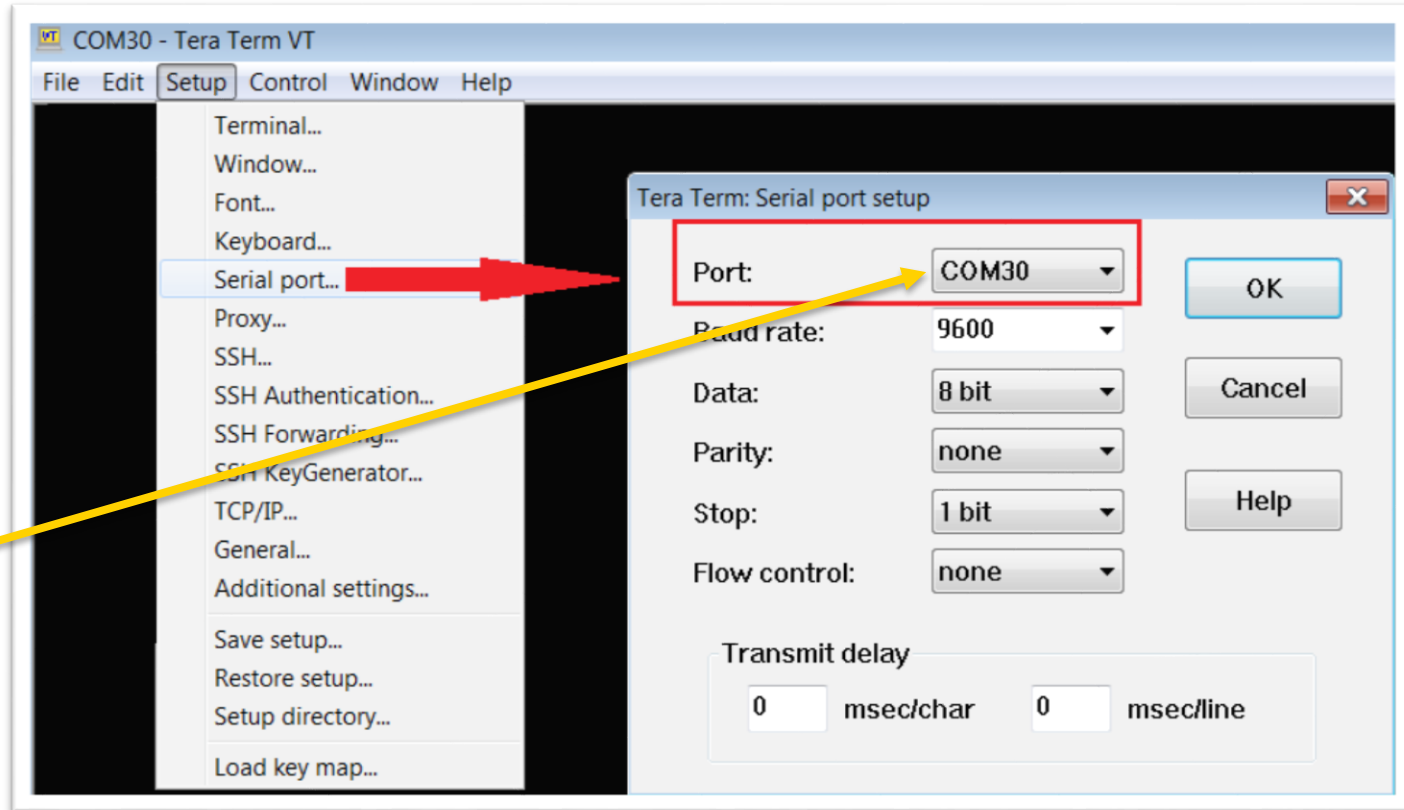 COM30 - Tera Term VT
File Edit Setup Control Window Help
Terminal...
Window...
Font...
Keyboard...
Serial port...
Proxy...
SSH...
SSH Authentication...
SSH Forwarding...
SSH KeyGenerator...
TCP/IP...
General...
Additional settings...
Save setup...
Restore setup...
Setup directory...
Load key map...
Tera Term: Serial port setup
Port: COM30 OK
Baud rate: 9600
Data: 8 bit Cancel
Parity: none
Stop: 1 bit Help
Flow control: none
Transmit delay
0 msec/char 0 msec/line